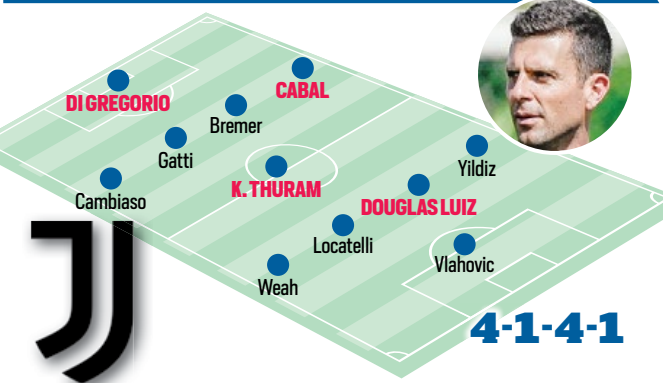 DI GREGORIO
CABAL
Bremer
Gatti
Cambiaso
K. THURAM
Yildiz
DOUGLAS LUIZ
Locatelli
Weah
Vlahovic
4-1-4-1